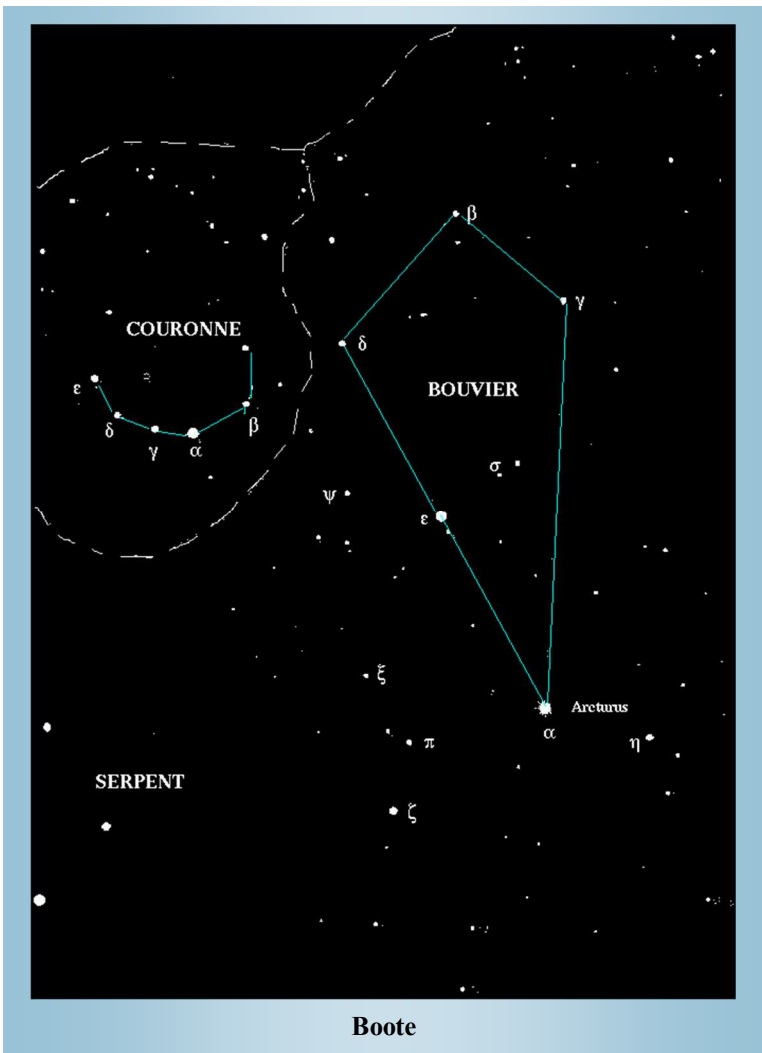 β
γ
COURONNE
δ
ε
BOUVIER
δ
β
γ
α
σ
ψ
ε
ξ
Arcturus
α
π
η
SERPENT
ζ
Boote